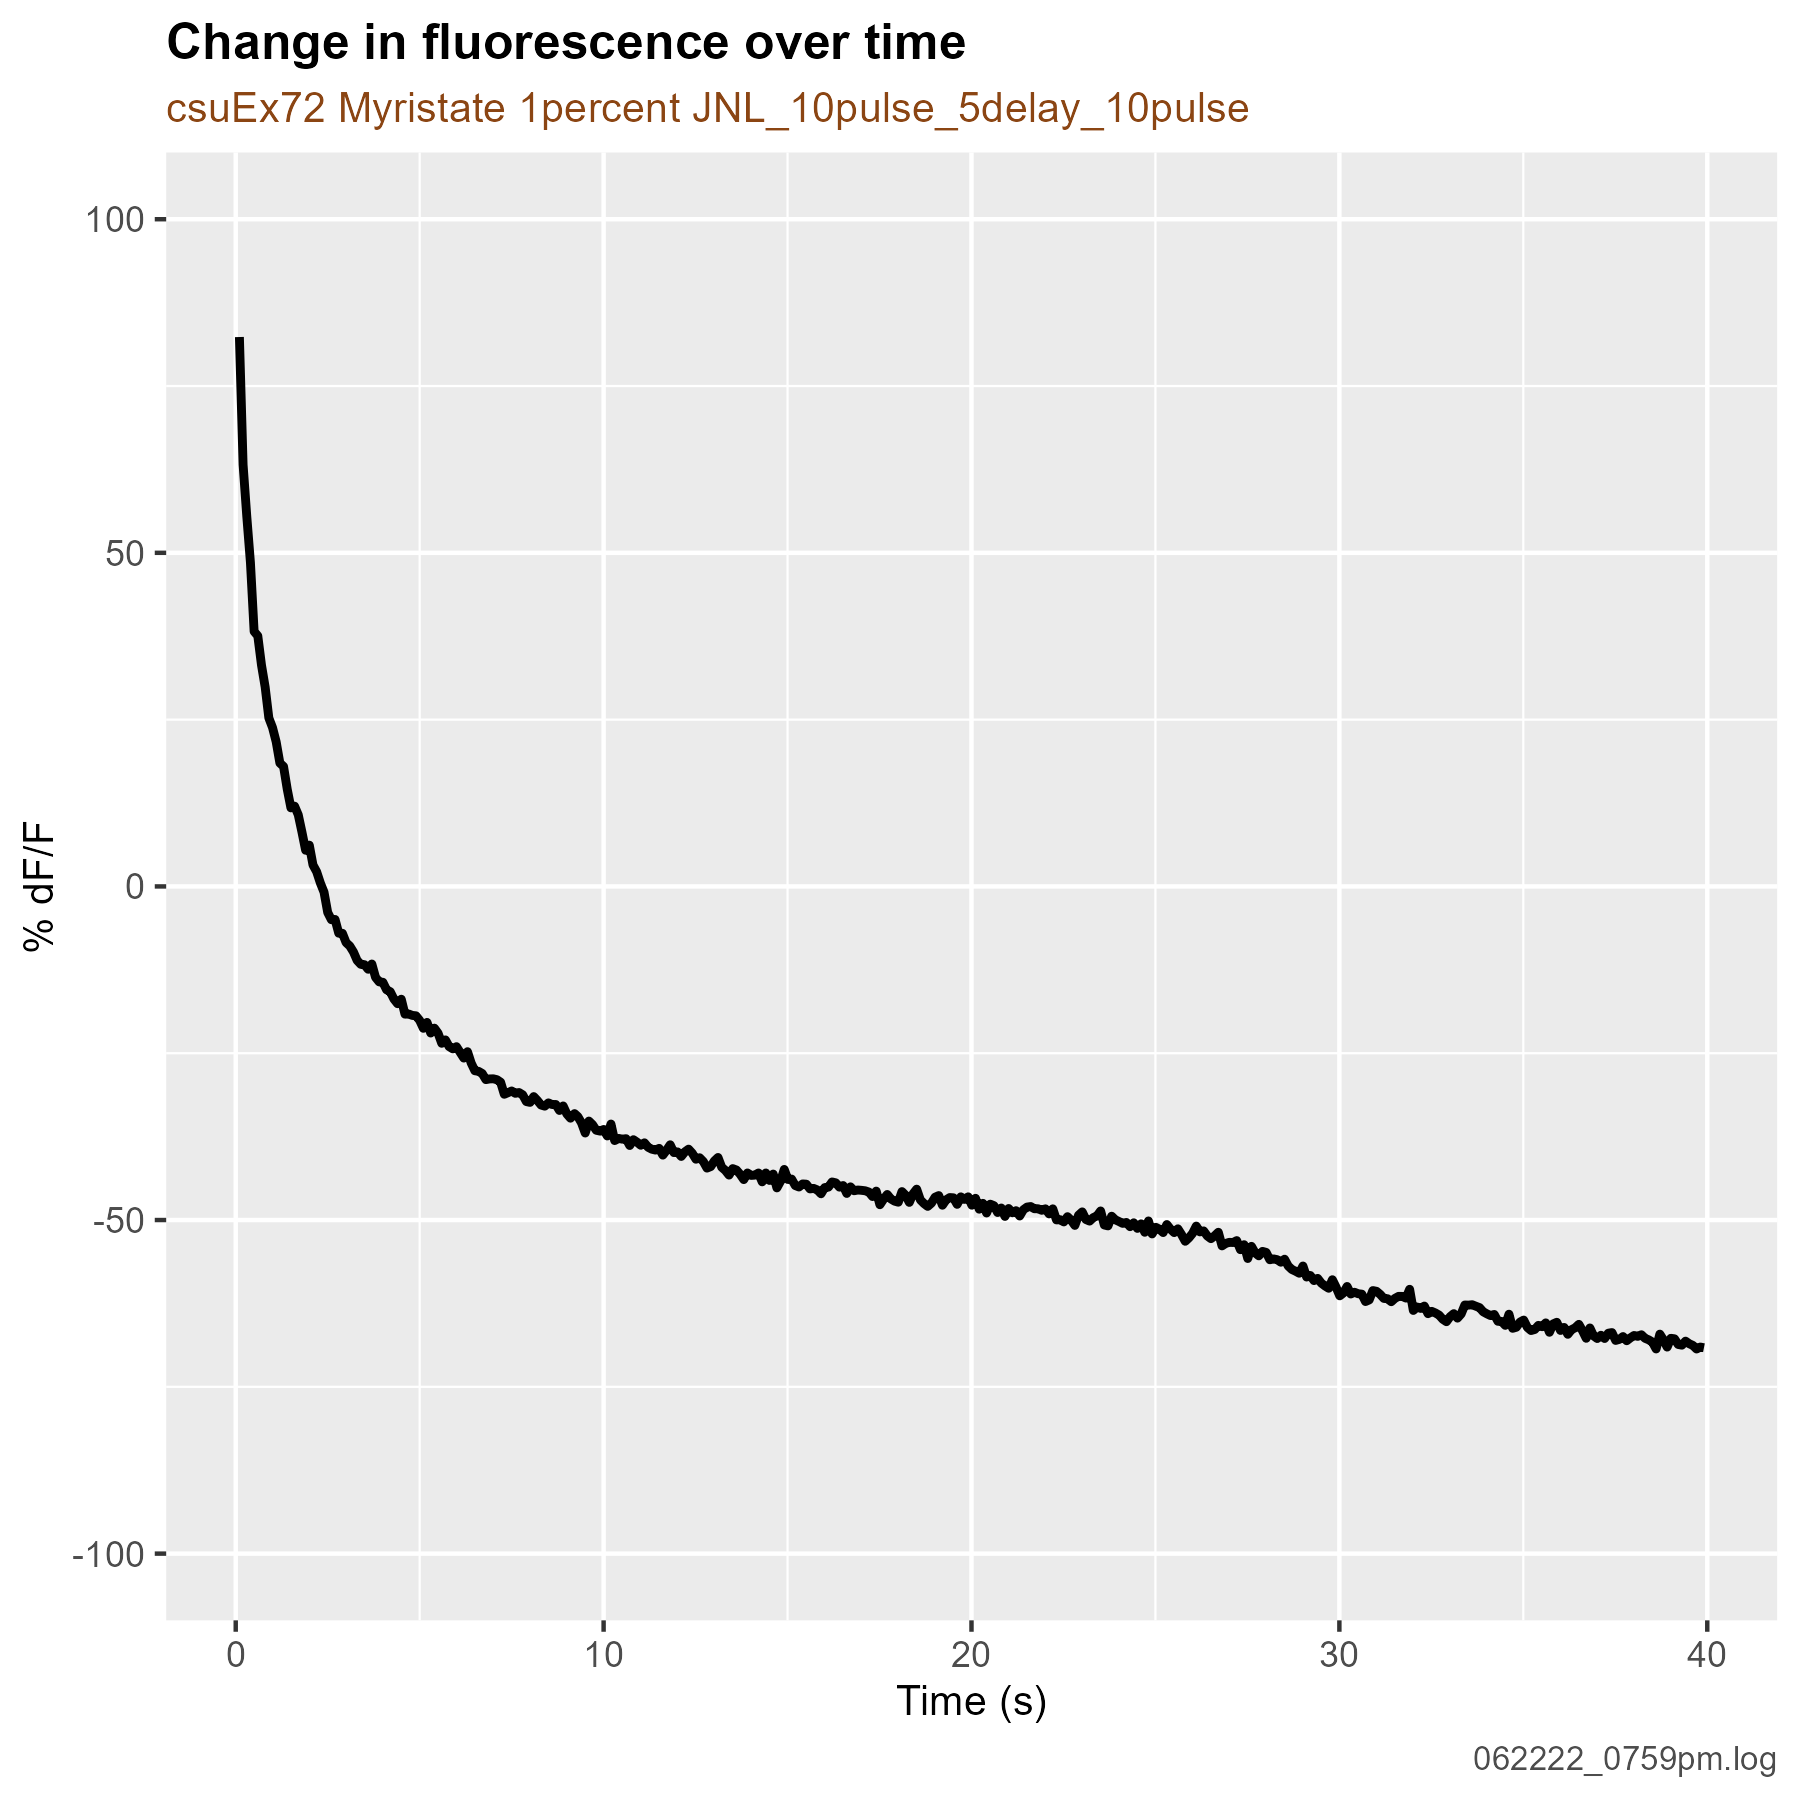 Change in fluorescence over time
csuEx72 Myristate 1percent JNL_10pulse_5delay_10pulse
100
50
0
-50
-100
% dF/F
0 10 20 30 40
Time (s)
062222_0759pm.log